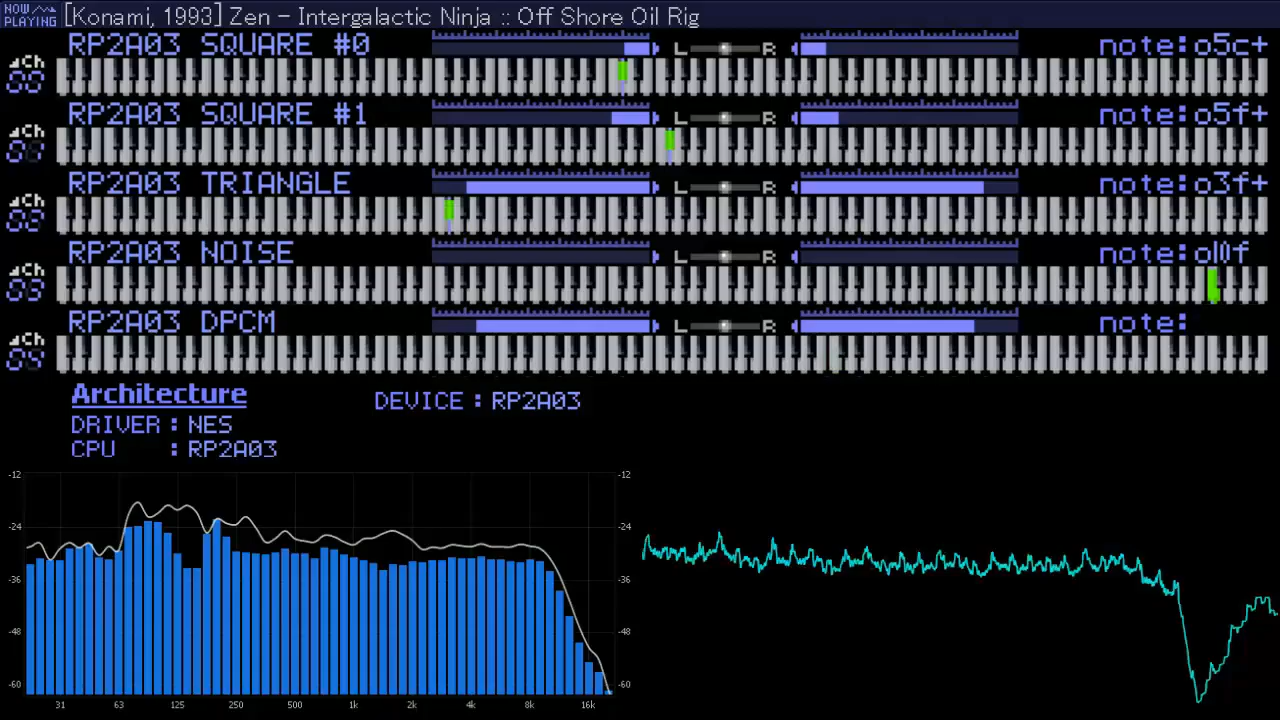 NOW PLAYING [Konami, 1993] Zen - Intergalactic Ninja :: Off Shore Oil Rig
RP2A03 SQUARE #0 L R note:o5c+
Ch 00
RP2A03 SQUARE #1 L R note:o5f+
Ch 01
RP2A03 TRIANGLE L R note:o3f+
Ch 02
RP2A03 NOISE L R note:o10f
Ch 03
RP2A03 DPCM L R note:
Ch 04
Architecture
DEVICE : RP2A03
DRIVER : NES
CPU : RP2A03
-12 -12
-24 -24
-36 -36
-48 -48
-60 -60
31 63 125 250 500 1k 2k 4k 8k 16k